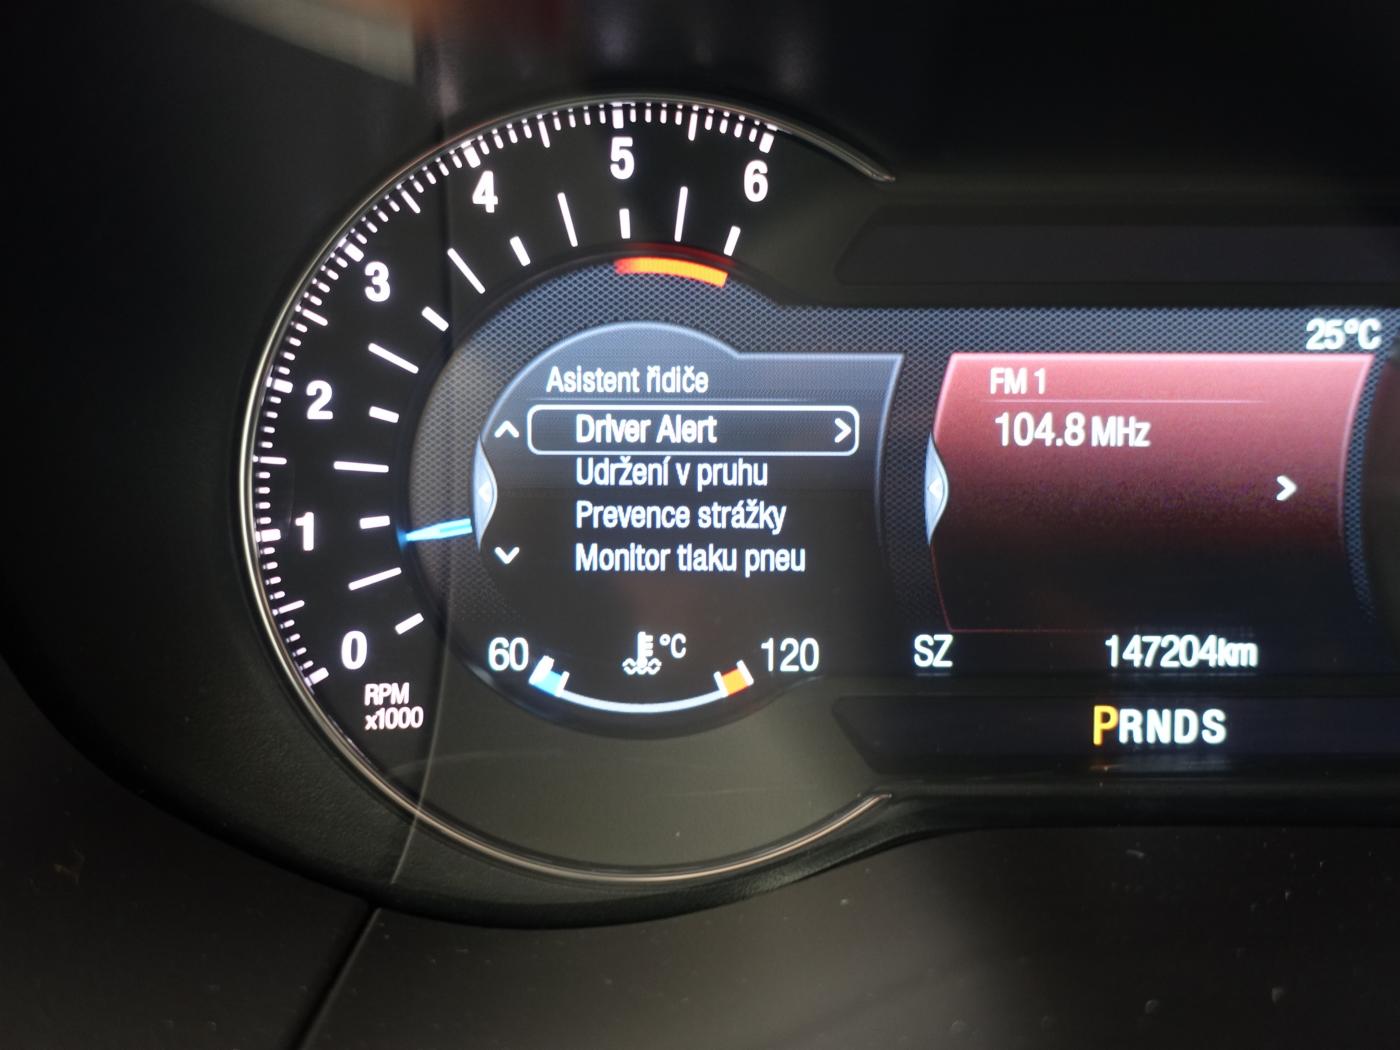 6
5
4
3
2
1
0
RPM
x1000
25°C
Asistent řidiče
Driver Alert
Udržení v pruhu
Prevence strážky
Monitor tlaku pneu
60
°C
120
FM 1
104.8 MHz
SZ
147204km
PRNDS